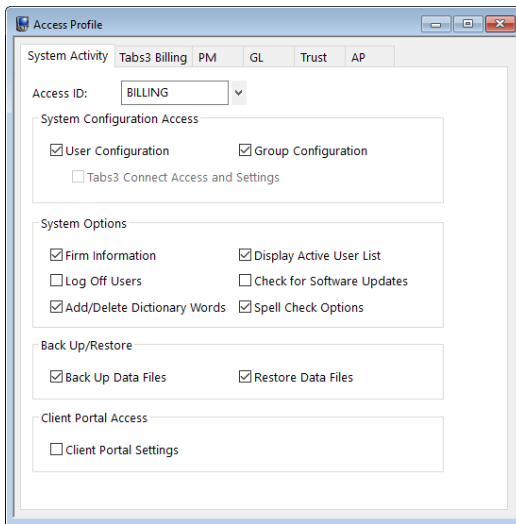 Access Profile
System Activity Tabs3 Billing PM GL Trust AP
Access ID: BILLING
System Configuration Access
User Configuration Group Configuration
Tabs3 Connect Access and Settings
System Options
Firm Information Display Active User List
Log Off Users Check for Software Updates
Add/Delete Dictionary Words Spell Check Options
Back Up/Restore
Back Up Data Files Restore Data Files
Client Portal Access
Client Portal Settings